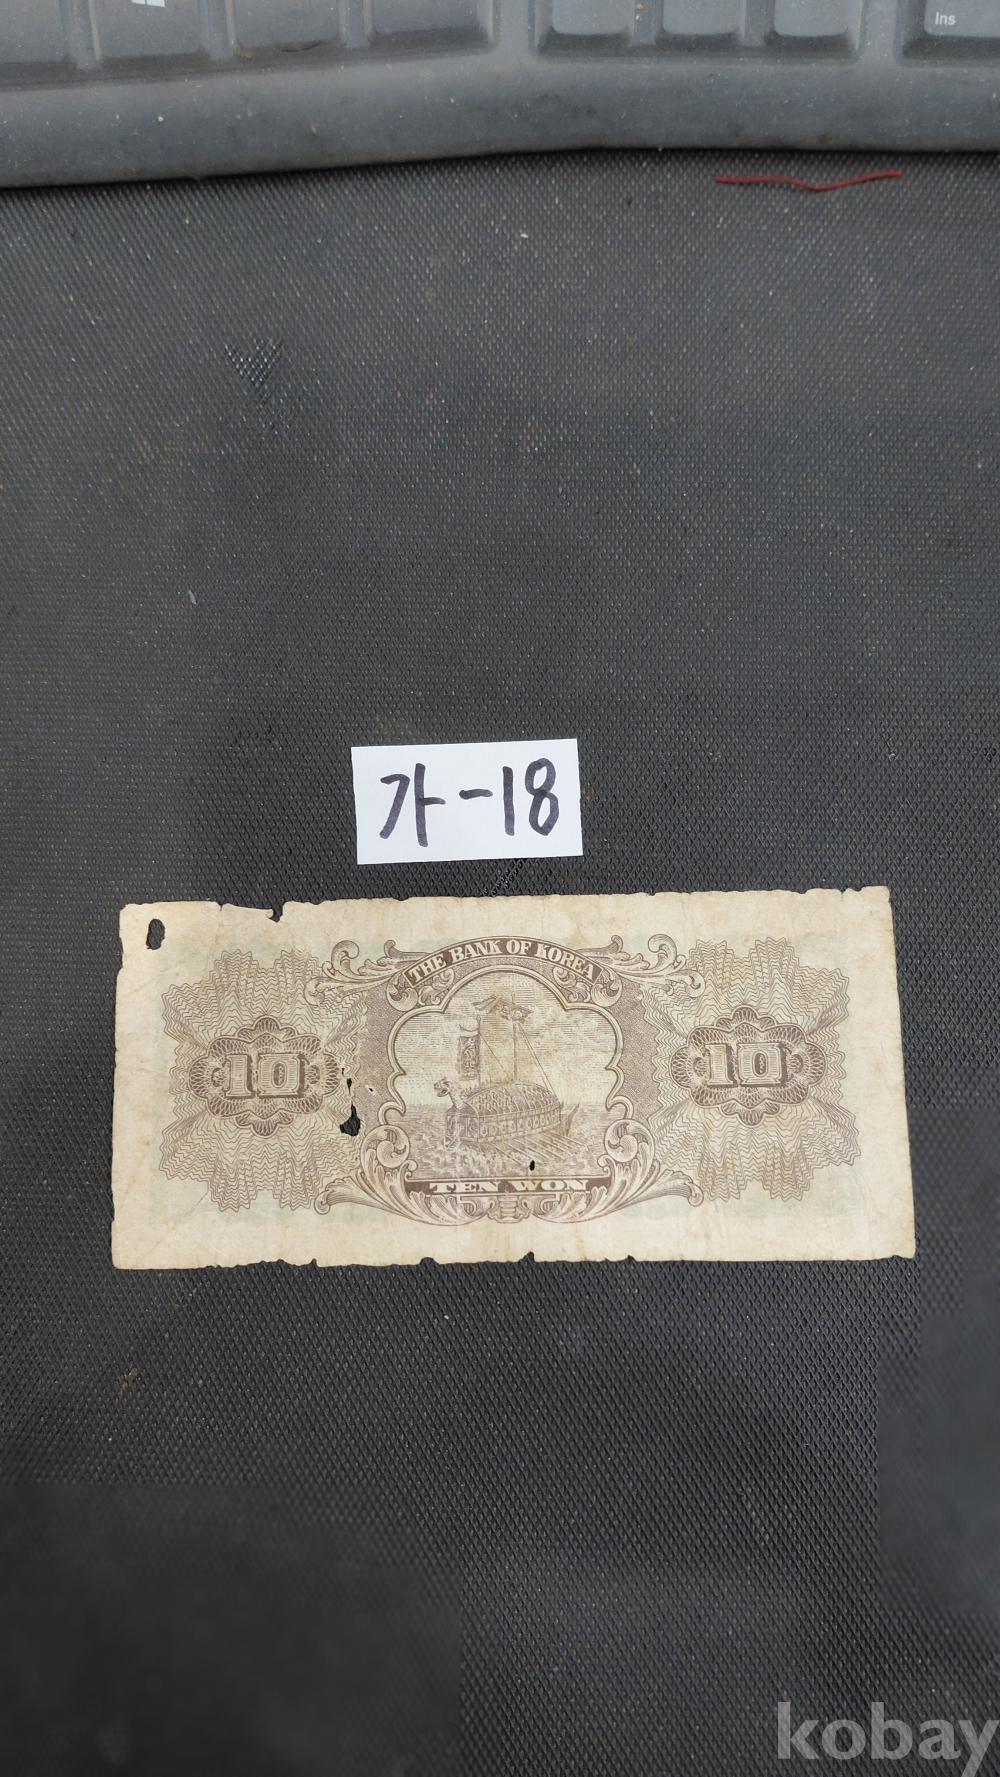 Ins
가-18
THE BANK OF KOREA
10
10
TEN WON
kobay